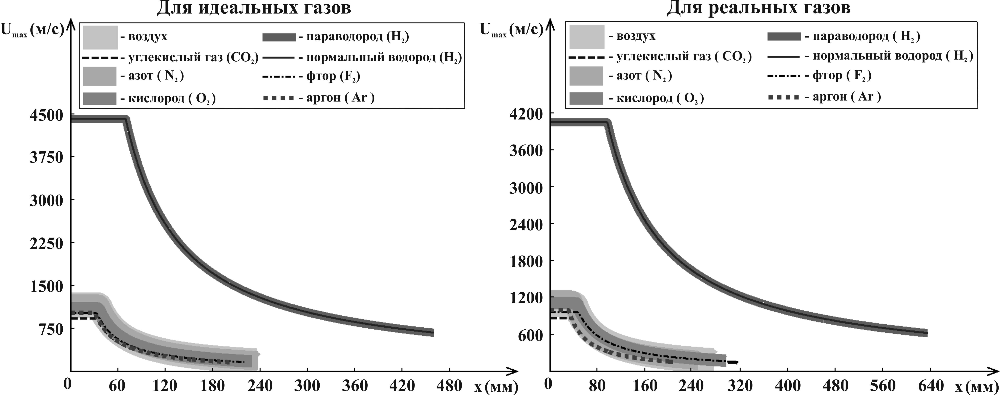 Для идеальных газов
U max (м/с)
- воздух
- углекислый газ (CO2)
- азот ( N2)
- кислород ( O2)
- параводород (H2)
- нормальный водород (H2)
- фтор (F2)
- аргон ( Ar )
4500
3750
3000
2250
1500
750
0 60 120 180 240 300 360 420 480 x (мм)
Для реальных газов
U max (м/с)
- воздух
- углекислый газ ( CO2)
- азот ( N2)
- кислород ( O2)
- параводород ( H2)
- нормальный водород ( H2)
- фтор ( F2)
- аргон ( Ar )
4200
3600
3000
2400
1800
1200
600
0 80 160 240 320 400 480 560 640 x (мм)